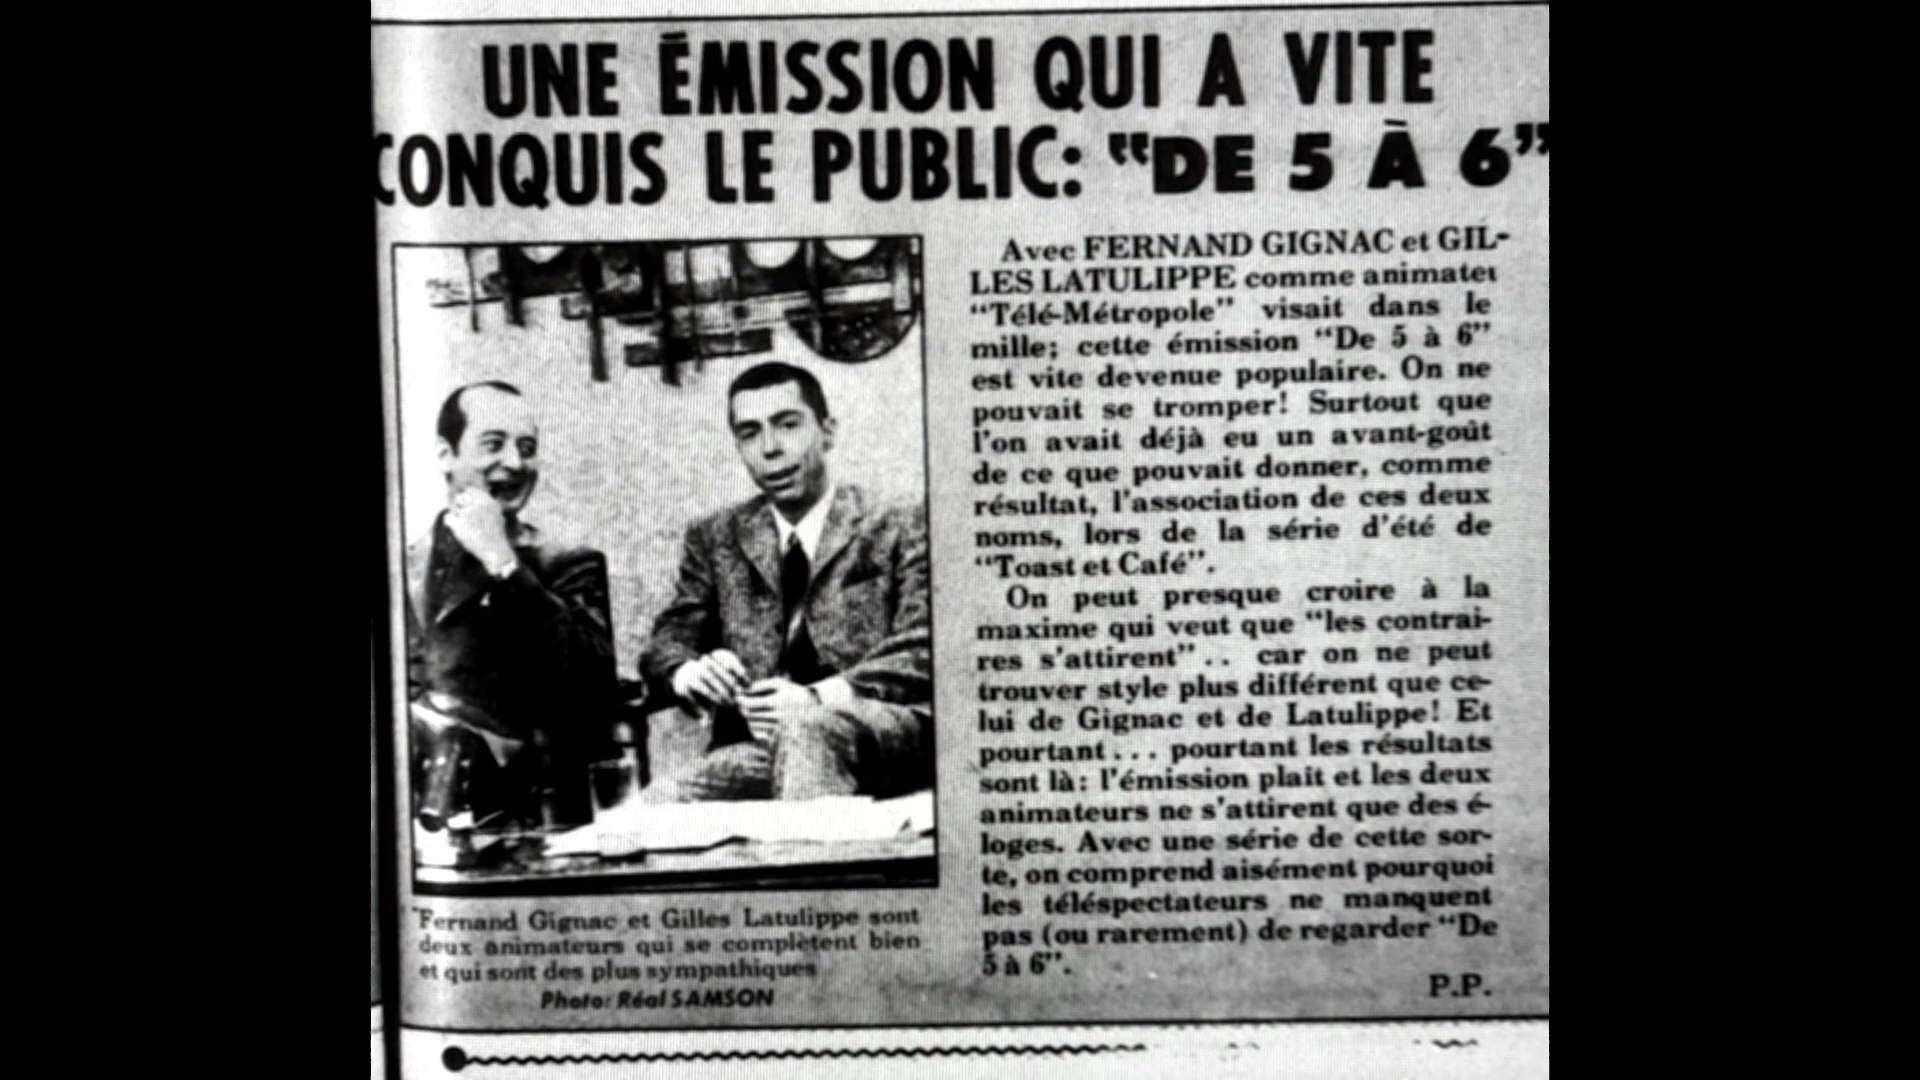 UNE ÉMISSION QUI A VITE
CONQUIS LE PUBLIC: "DE 5 À 6"
Avec FERNAND GIGNAC et GIL-
LES LATULIPPE comme animateu
"Télé-Métropole" visait dans le
mille; cette émission "De 5 à 6"
est vite devenue populaire. On ne
pouvait se tromper! Surtout que
l'on avait déjà eu un avant-goût
de ce que pouvait donner, comme
résultat, l'association de ces deux
noms, lors de la série d'été de
"Toast et Café".
On peut presque croire à la
maxime qui veut que "les contrai-
res s'attirent".. car on ne peut
trouver style plus différent que ce-
lui de Gignac et de Latulippe! Et
pourtant... pourtant les résultats
sont là: l'émission plaît et les deux
animateurs ne s'attirent que des é-
loges. Avec une série de cette sor-
te, on comprend aisément pourquoi
les téléspectateurs ne manquent
pas (ou rarement) de regarder "De
5 à 6".
P.P.
Fernand Gignac et Gilles Latulippe sont
deux animateurs qui se complètent bien
et qui sont des plus sympathiques
Photo: Réal SAMSON